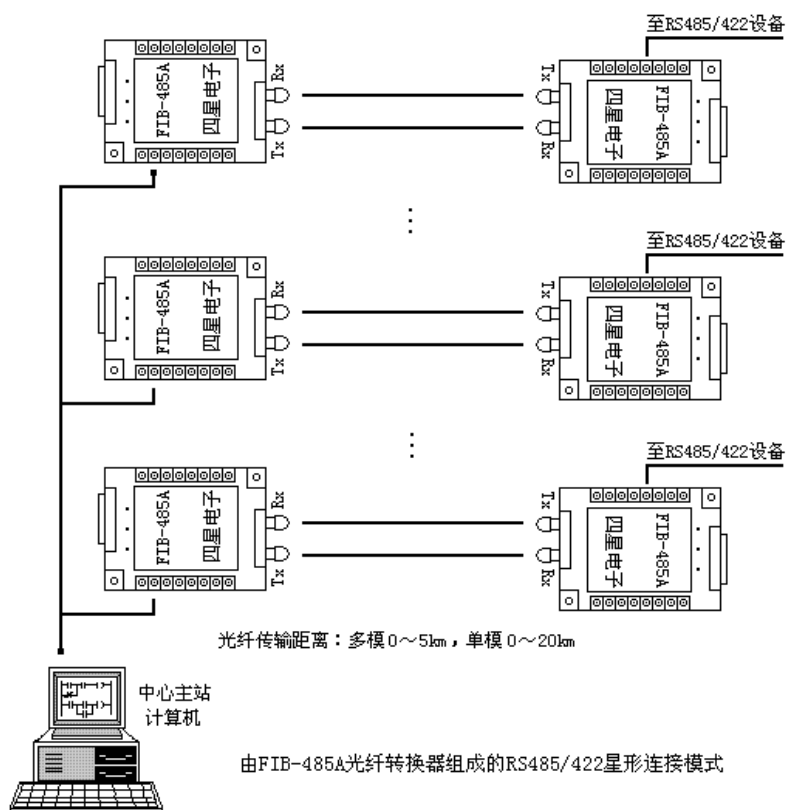 至RS485/422设备
FIB-485A
四星电子
Rx
Tx
Tx
Rx
四星电子
FIB-485A
至RS485/422设备
FIB-485A
四星电子
Rx
Tx
Tx
Rx
四星电子
FIB-485A
至RS485/422设备
FIB-485A
四星电子
Rx
Tx
Tx
Rx
四星电子
FIB-485A
光纤传输距离：多模0～5km，单模0～20km
中心主站
计算机
由FIB-485A光纤转换器组成的RS485/422星形连接模式